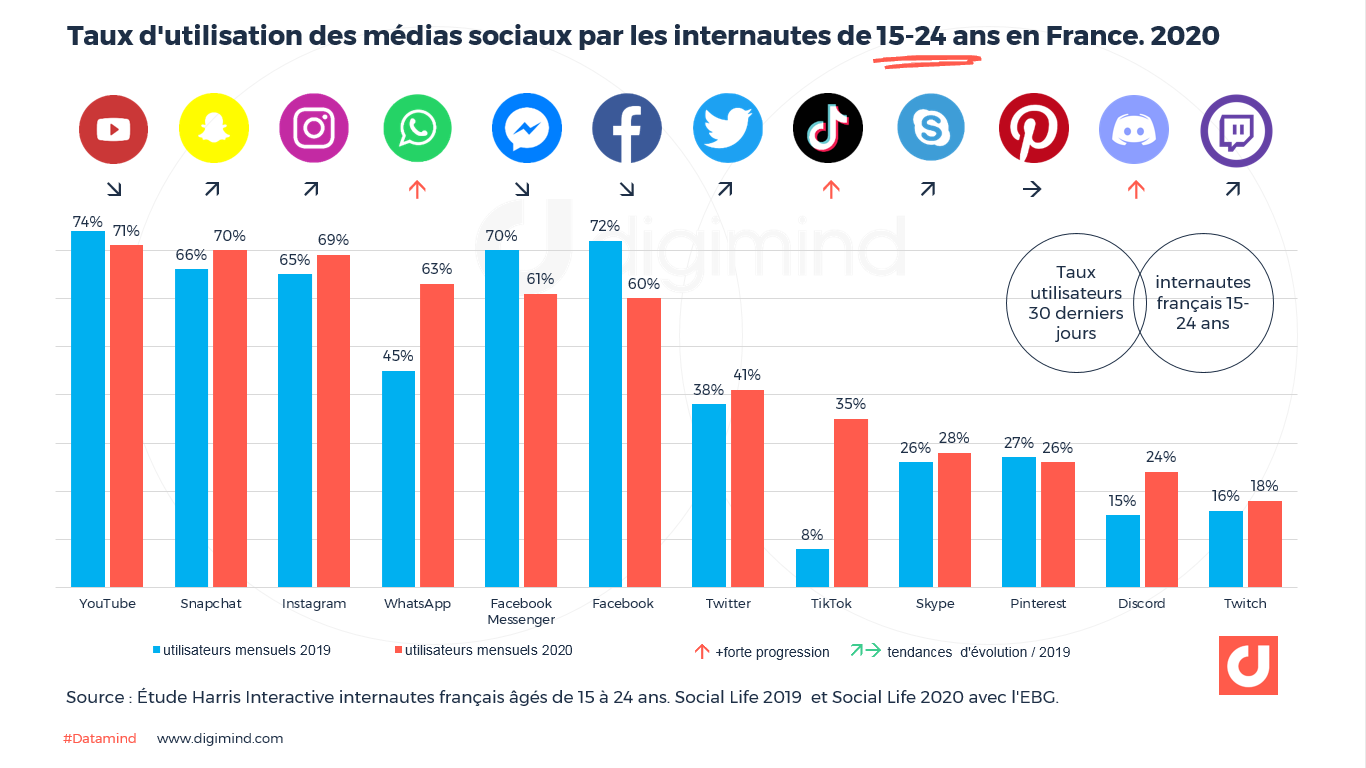 Taux d'utilisation des médias sociaux par les internautes de 15-24 ans en France. 2020
digimind
74% 71% 66% 70% 65% 69% 45% 63% 70% 61% 72% 60% 38% 41% 8% 35% 26% 28% 27% 26% 15% 24% 16% 18%
Taux
utilisateurs
30 derniers
jours
internautes
français 15-
24 ans
YouTube Snapchat Instagram WhatsApp Facebook Messenger Facebook Twitter TikTok Skype Pinterest Discord Twitch
utilisateurs mensuels 2019 utilisateurs mensuels 2020 +forte progression tendances d'évolution / 2019
Source : Étude Harris Interactive internautes français âgés de 15 à 24 ans. Social Life 2019 et Social Life 2020 avec l'EBG.
#Datamind www.digimind.com